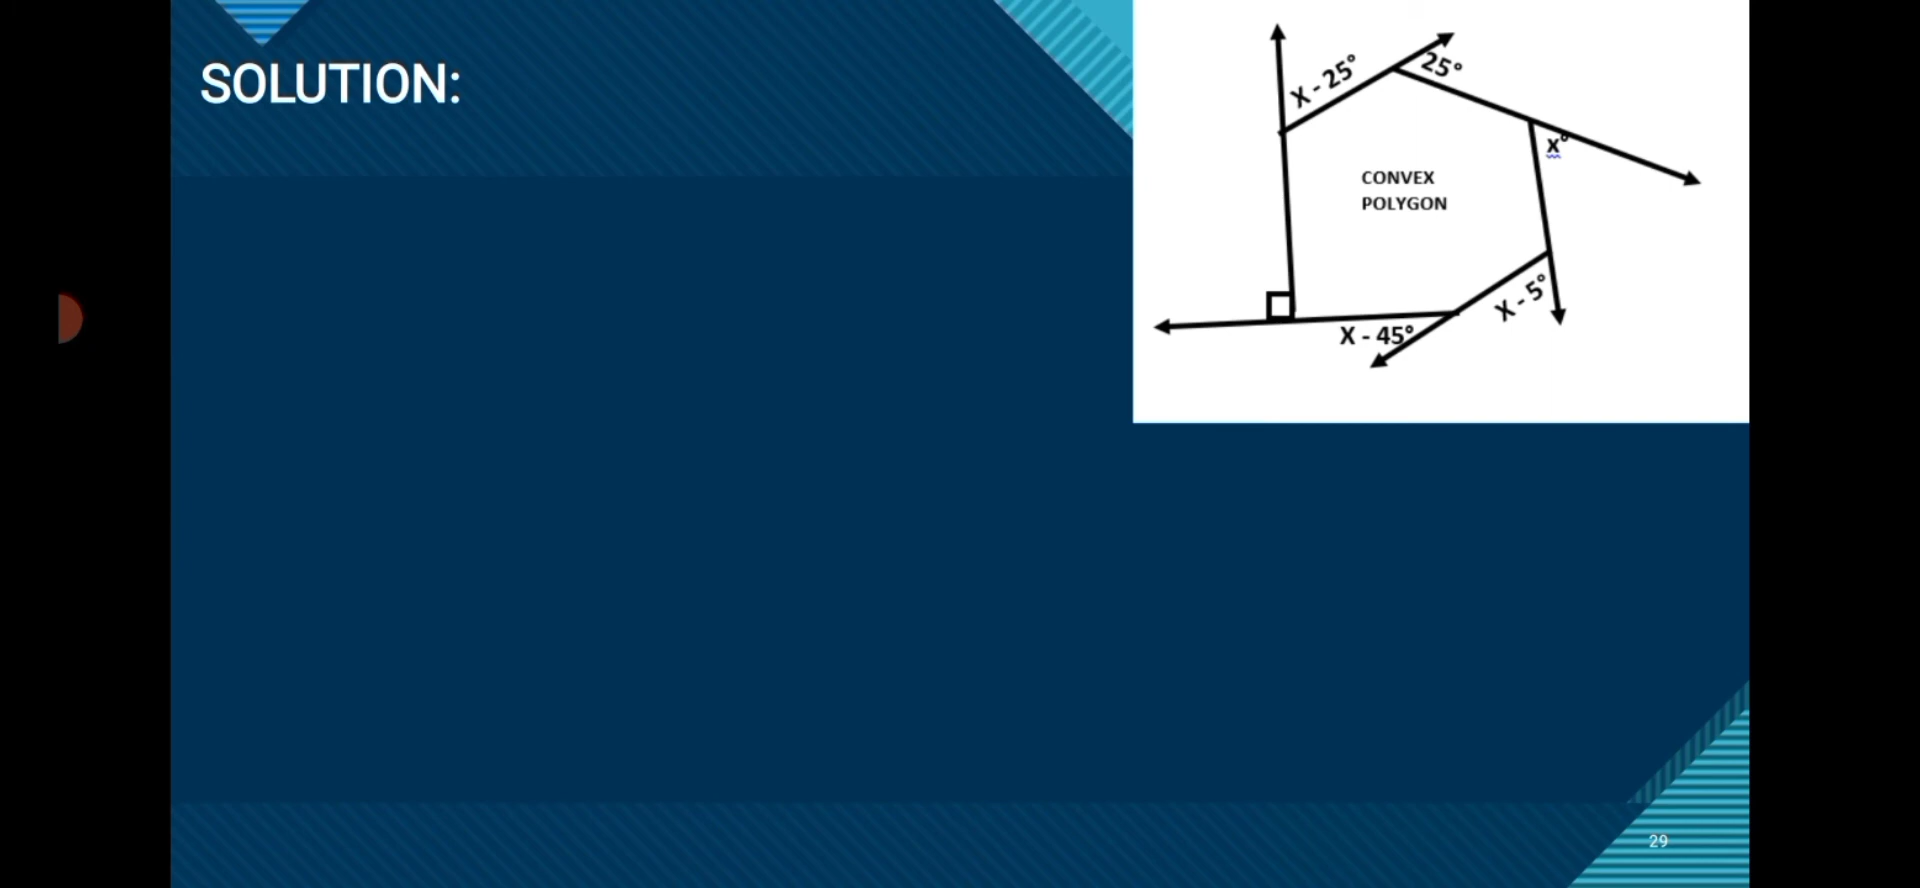 SOLUTION:
X - 25°
25°
x°
CONVEX
POLYGON
X - 5°
X - 45°
29